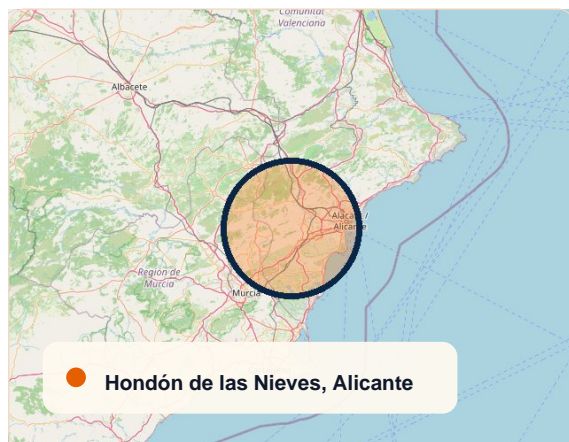 Comunitat
Valenciana
Albacete
Alacant /
Alicante
Región de
Murcia
Murcia
Hondón de las Nieves, Alicante